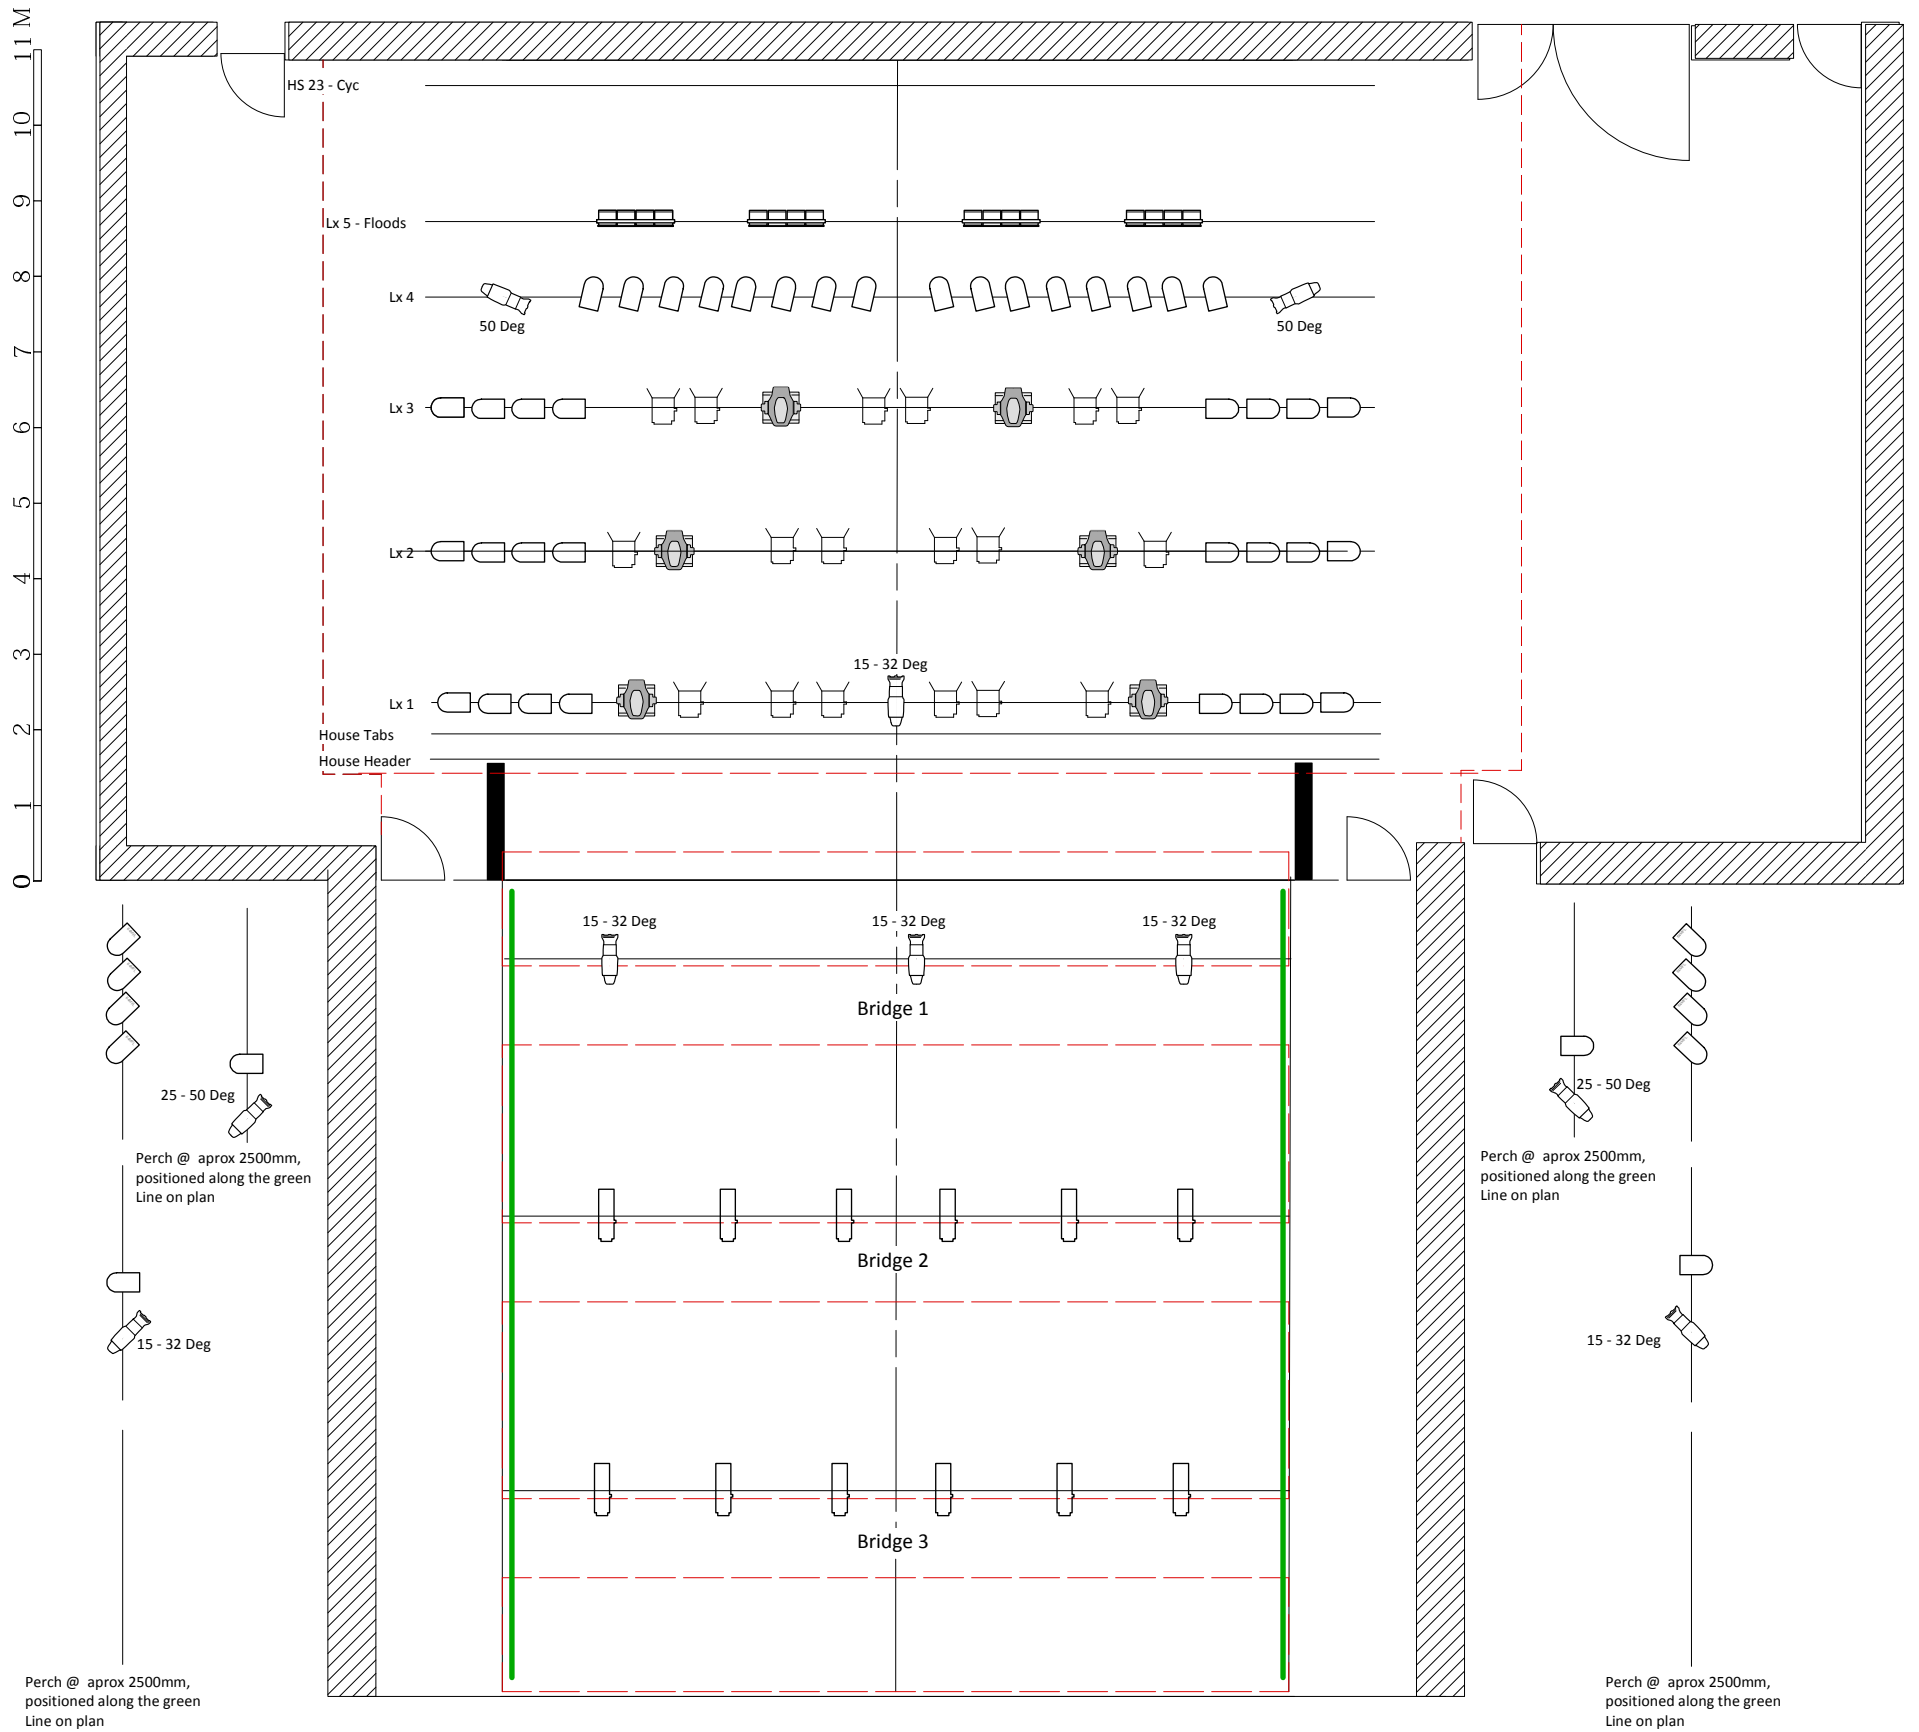 11 M
10
9
8
7
6
5
4
3
2
1
0
HS 23 - Cyc
Lx 5 - Floods
Lx 4
50 Deg
50 Deg
Lx 3
Lx 2
15 - 32 Deg
Lx 1
House Tabs
House Header
15 - 32 Deg
15 - 32 Deg
15 - 32 Deg
Bridge 1
25 - 50 Deg
25 - 50 Deg
Perch @ aprox 2500mm,
positioned along the green
Line on plan
Perch @ aprox 2500mm,
positioned along the green
Line on plan
Bridge 2
15 - 32 Deg
15 - 32 Deg
Bridge 3
Perch @ aprox 2500mm,
positioned along the green
Line on plan
Perch @ aprox 2500mm,
positioned along the green
Line on plan